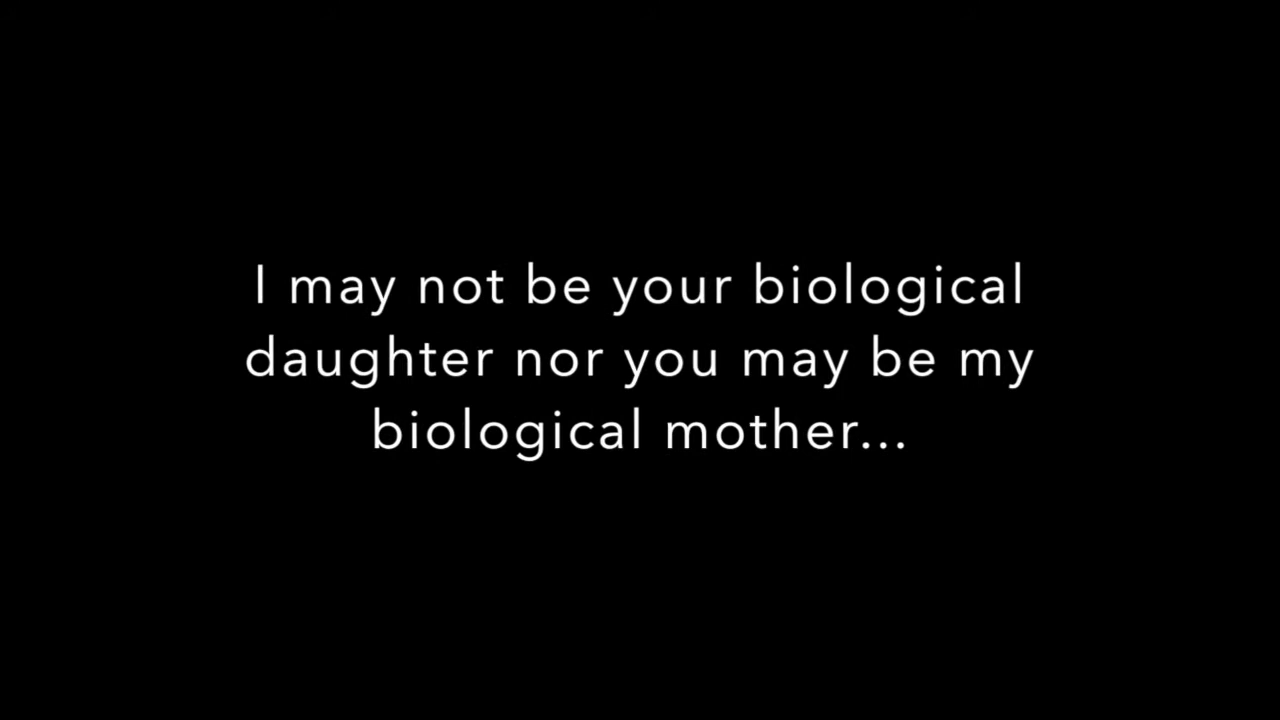 I may not be your biological
daughter nor you may be my
biological mother...